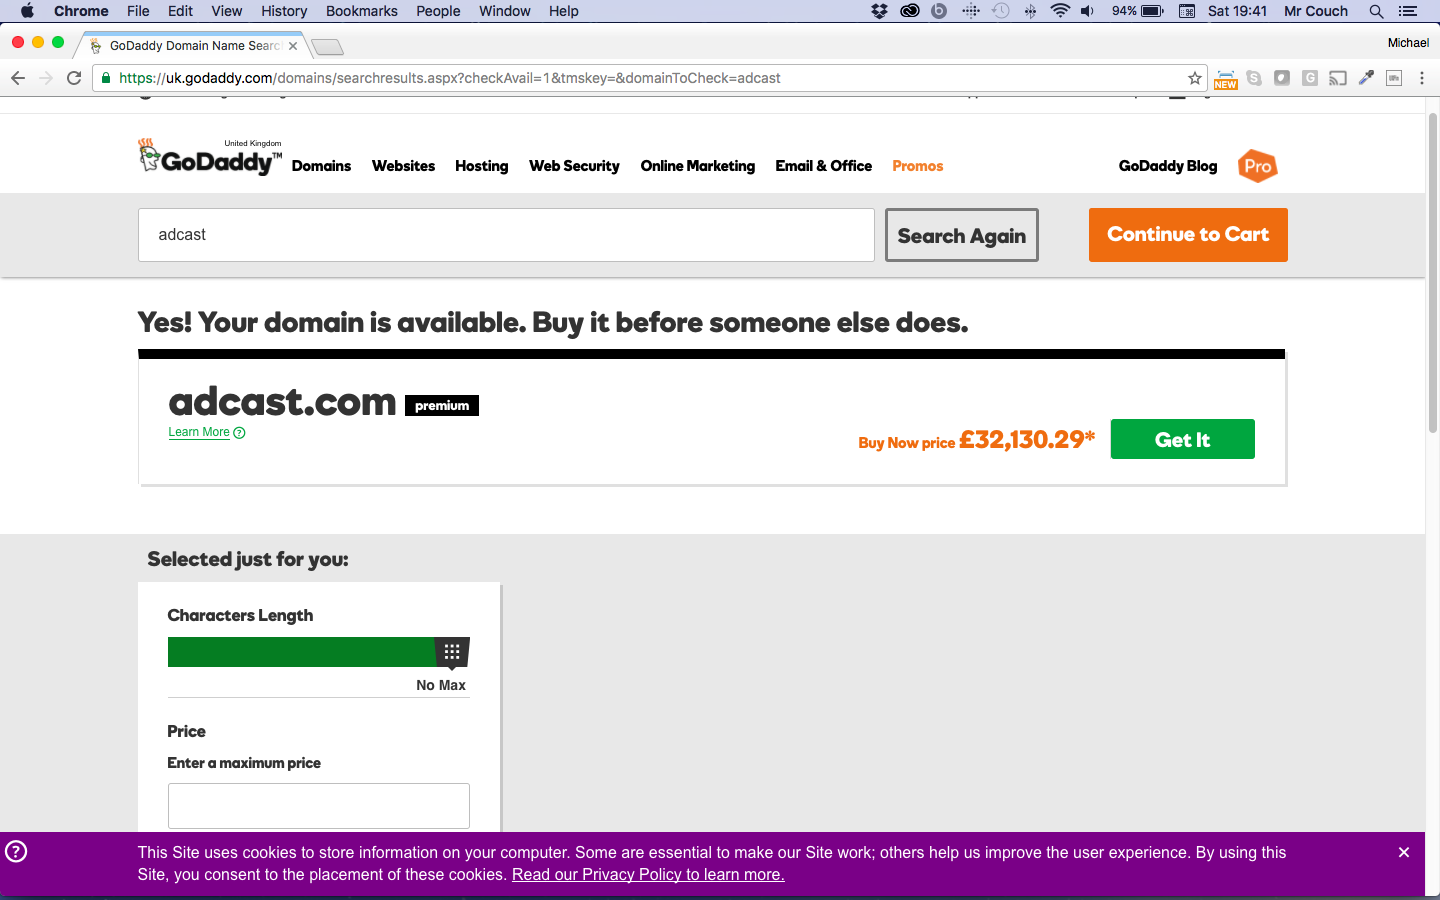 Chrome File Edit View History Bookmarks People Window Help 94% Sat 19:41 Mr Couch
GoDaddy Domain Name Searc
Michael
https://uk.godaddy.com/domains/searchresults.aspx?checkAvail=1&tmskey=&domainToCheck=adcast
NEW
United Kingdom
GoDaddy™ Domains Websites Hosting Web Security Online Marketing Email & Office Promos GoDaddy Blog Pro
adcast Search Again Continue to Cart
Yes! Your domain is available. Buy it before someone else does.
adcast.com premium
Learn More ?
Buy Now price £32,130.29* Get It
Selected just for you:
Characters Length
No Max
Price
Enter a maximum price
This Site uses cookies to store information on your computer. Some are essential to make our Site work; others help us improve the user experience. By using this
Site, you consent to the placement of these cookies. Read our Privacy Policy to learn more.